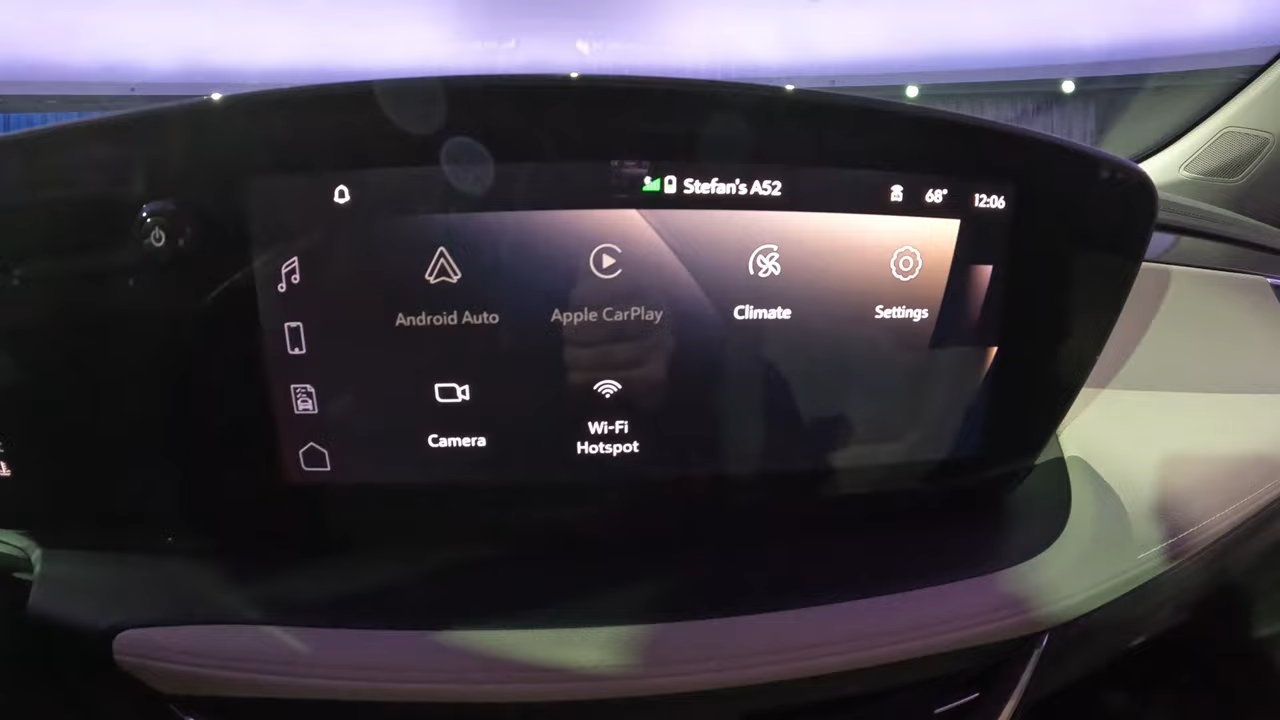 Stefan's A52
68°
12:06
Android Auto
Apple CarPlay
Climate
Settings
Camera
Wi-Fi
Hotspot